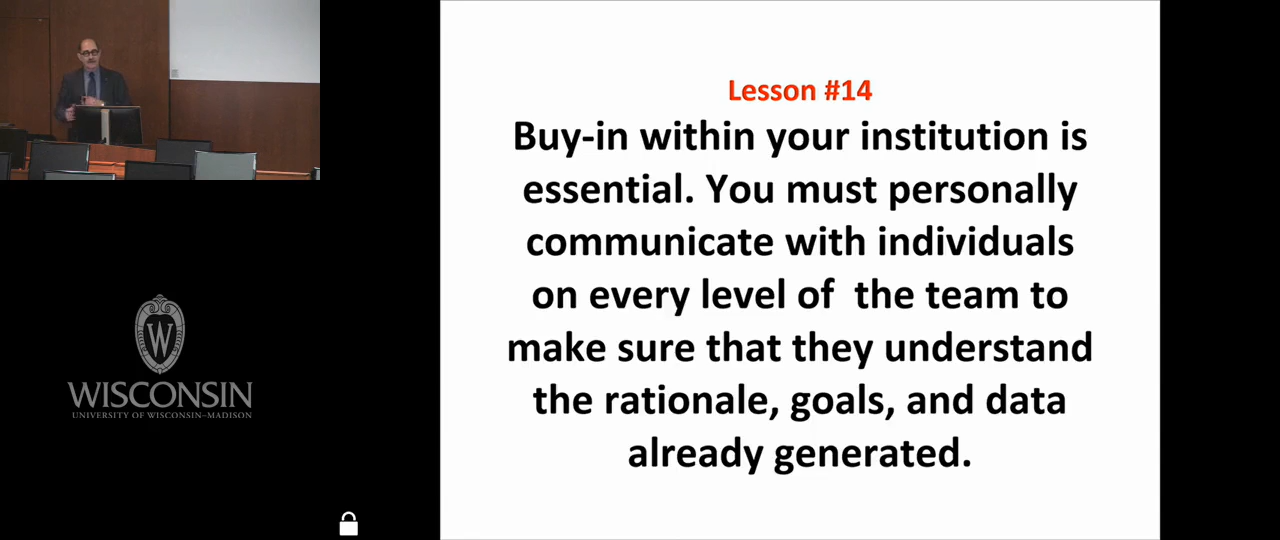 Lesson #14
Buy-in within your institution is
essential. You must personally
communicate with individuals
on every level of  the team to
make sure that they understand
the rationale, goals, and data
already generated.
W
WISCONSIN
UNIVERSITY OF WISCONSIN–MADISON